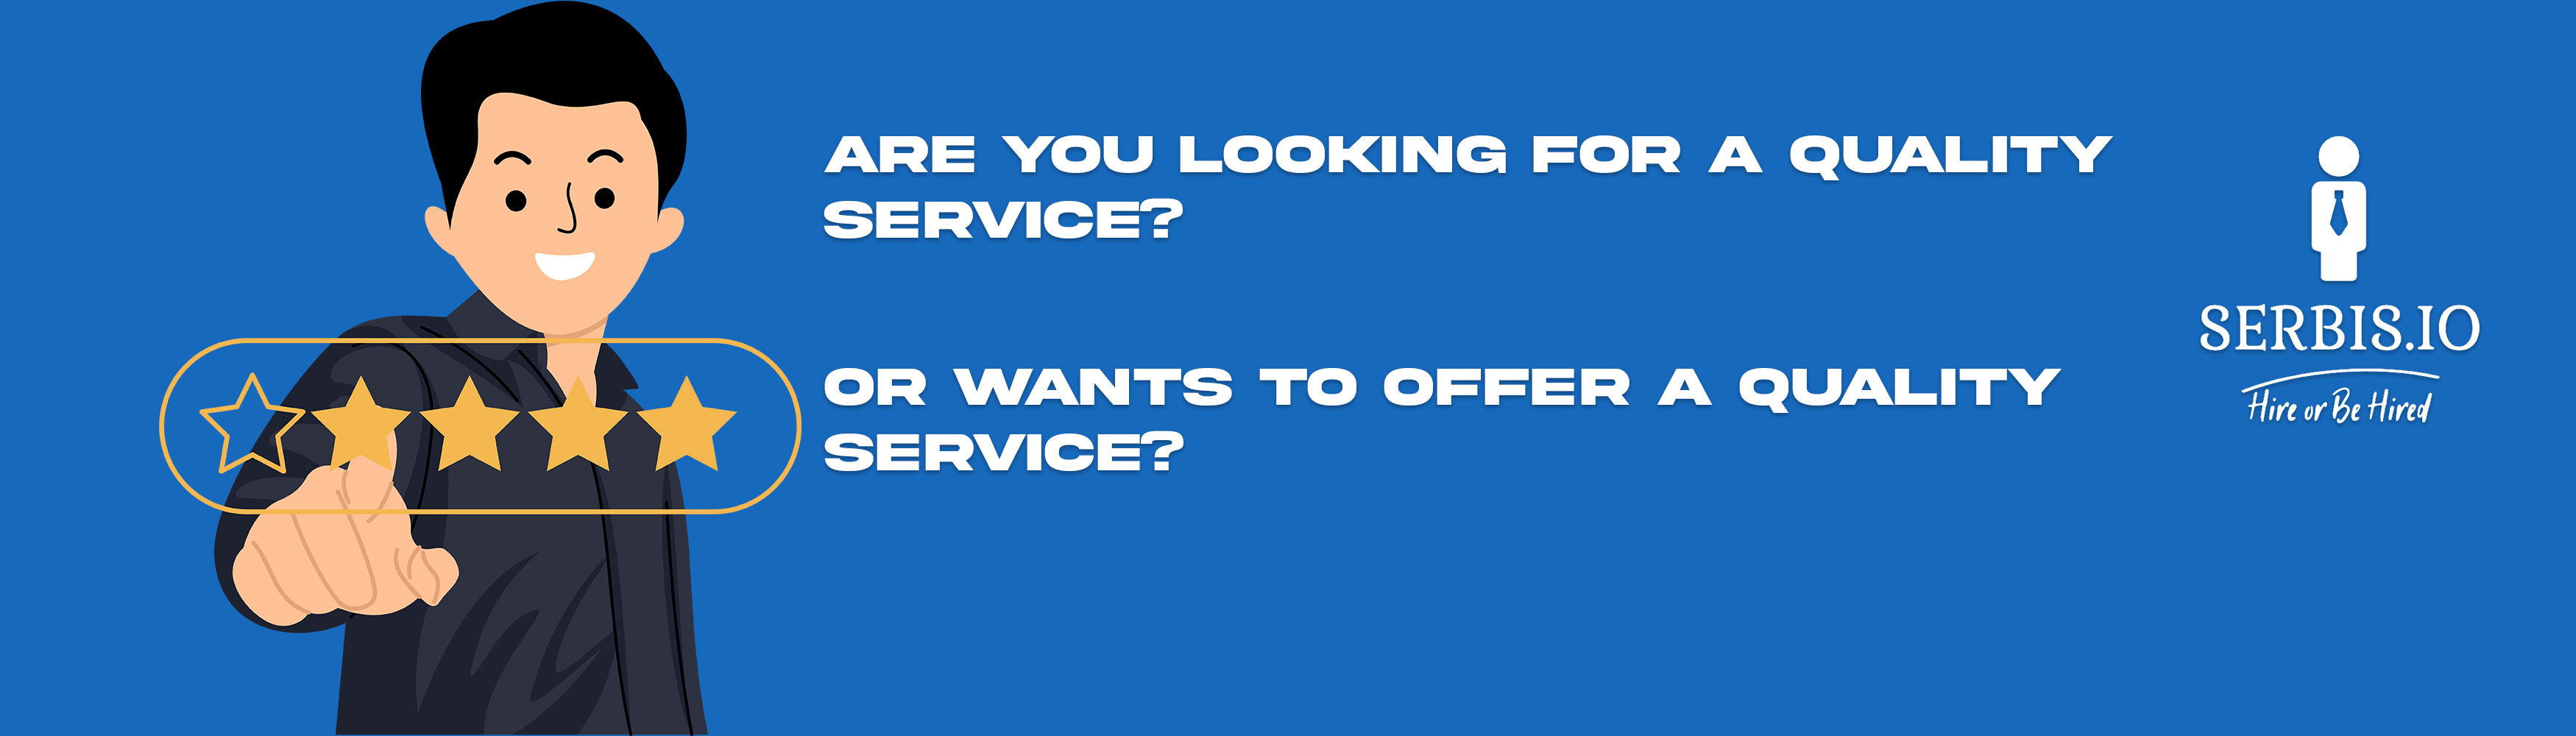 ARE YOU LOOKING FOR A QUALITY
SERVICE?
OR WANTS TO OFFER A QUALITY
SERVICE?
SERBIS.IO
Hire or Be Hired